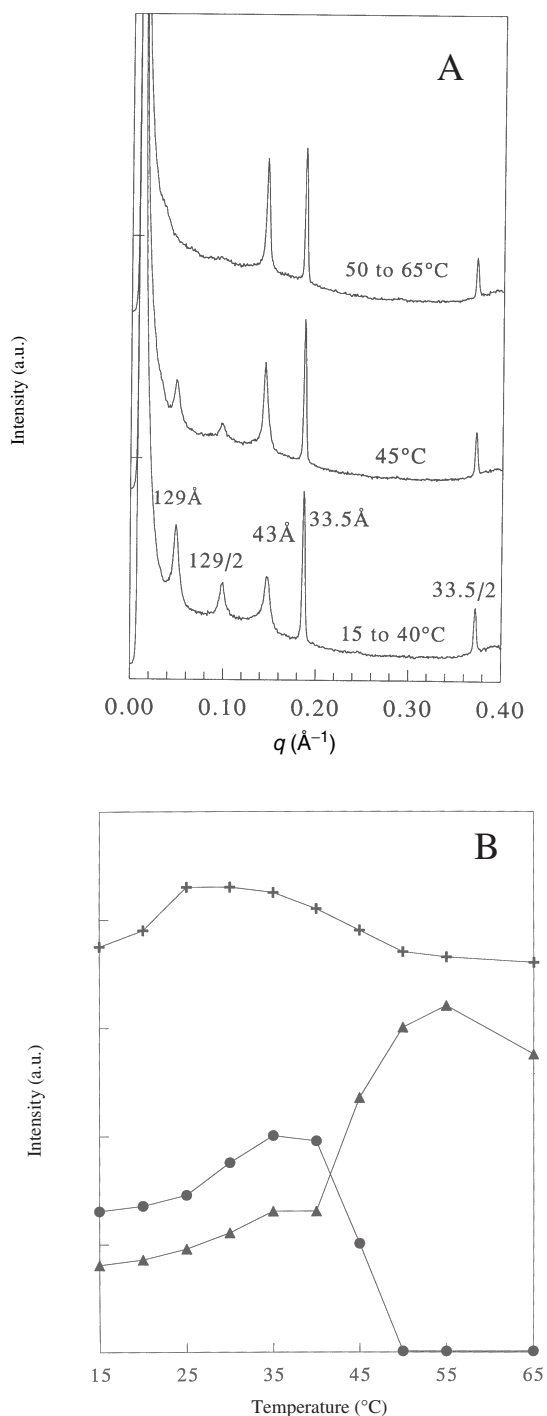 A
50 to 65°C
Intensity (a.u.)
45°C
129Å
129/2
43Å
33.5Å
33.5/2
15 to 40°C
0.00 0.10 0.20 0.30 0.40
q (Å⁻¹)
B
Intensity (a.u.)
15 25 35 45 55 65
Temperature (°C)